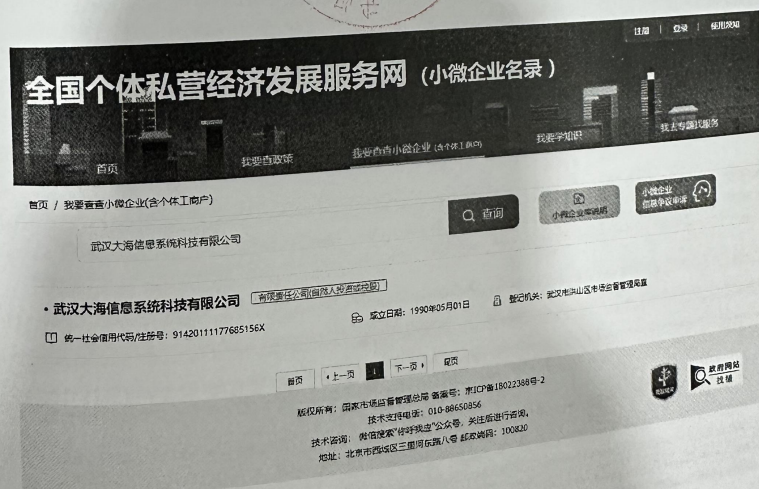 注册 | 登录 | 使用须知
全国个体私营经济发展服务网（小微企业名录）
首页 我要查政策 我要查查小微企业（含个体工商户） 我要学知识 我去专题找服务
首页 / 我要查查小微企业(含个体工商户)
武汉大海信息系统科技有限公司 查询 小微企业库说明 小微企业信息争议申诉
• 武汉大海信息系统科技有限公司 有限责任公司(自然人投资或控股)
统一社会信用代码/注册号：91420111177685156X 成立日期：1990年05月01日 登记机关：武汉市洪山区市场监督管理局
首页 上一页 1 下一页 尾页
版权所有：国家市场监督管理总局 备案号：京ICP备18022388号-2
技术支持电话：010-88650856
技术咨询：微信搜索“你呼我应”公众号，关注后进行咨询。
地址：北京市西城区三里河东路八号 邮政编码：100820
政府网站
找错